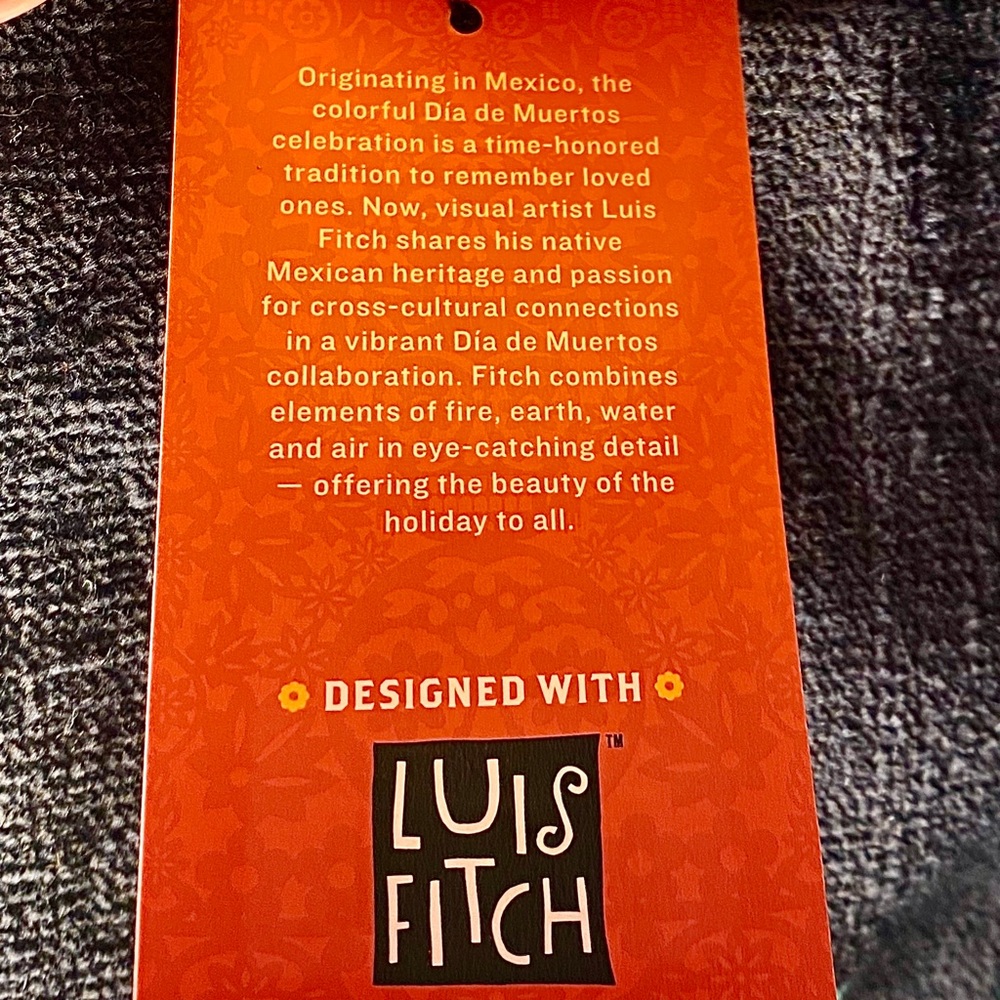 Originating in Mexico, the
colorful Día de Muertos
celebration is a time-honored
tradition to remember loved
ones. Now, visual artist Luis
Fitch shares his native
Mexican heritage and passion
for cross-cultural connections
in a vibrant Día de Muertos
collaboration. Fitch combines
elements of fire, earth, water
and air in eye-catching detail
— offering the beauty of the
holiday to all.
DESIGNED WITH
LUIS ™
FITCH